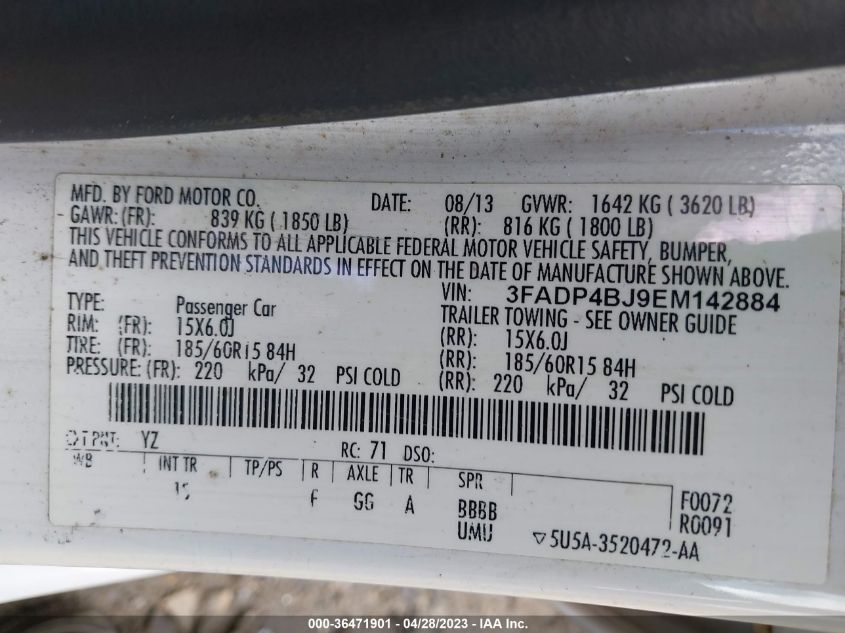 MFD. BY FORD MOTOR CO. DATE: 08/13 GVWR: 1642 KG ( 3620 LB)
GAWR: (FR): 839 KG ( 1850 LB) (RR): 816 KG ( 1800 LB)
THIS VEHICLE CONFORMS TO ALL APPLICABLE FEDERAL MOTOR VEHICLE SAFETY, BUMPER,
AND THEFT PREVENTION STANDARDS IN EFFECT ON THE DATE OF MANUFACTURE SHOWN ABOVE.
VIN: 3FADP4BJ9EM142884
TYPE: Passenger Car TRAILER TOWING - SEE OWNER GUIDE
RIM: (FR): 15X6.0J (RR): 15X6.0J
TIRE: (FR): 185/60R15 84H (RR): 185/60R15 84H
PRESSURE: (FR): 220 kPa/ 32 PSI COLD (RR): 220 kPa/ 32 PSI COLD
EXT PNT: YZ RC: 71 DSO:
WB INT TR TP/PS R AXLE TR SPR
F GG A BBBB F0072
UMU R0091
▽5U5A-3520472-AA
000-36471901 - 04/28/2023 - IAA Inc.